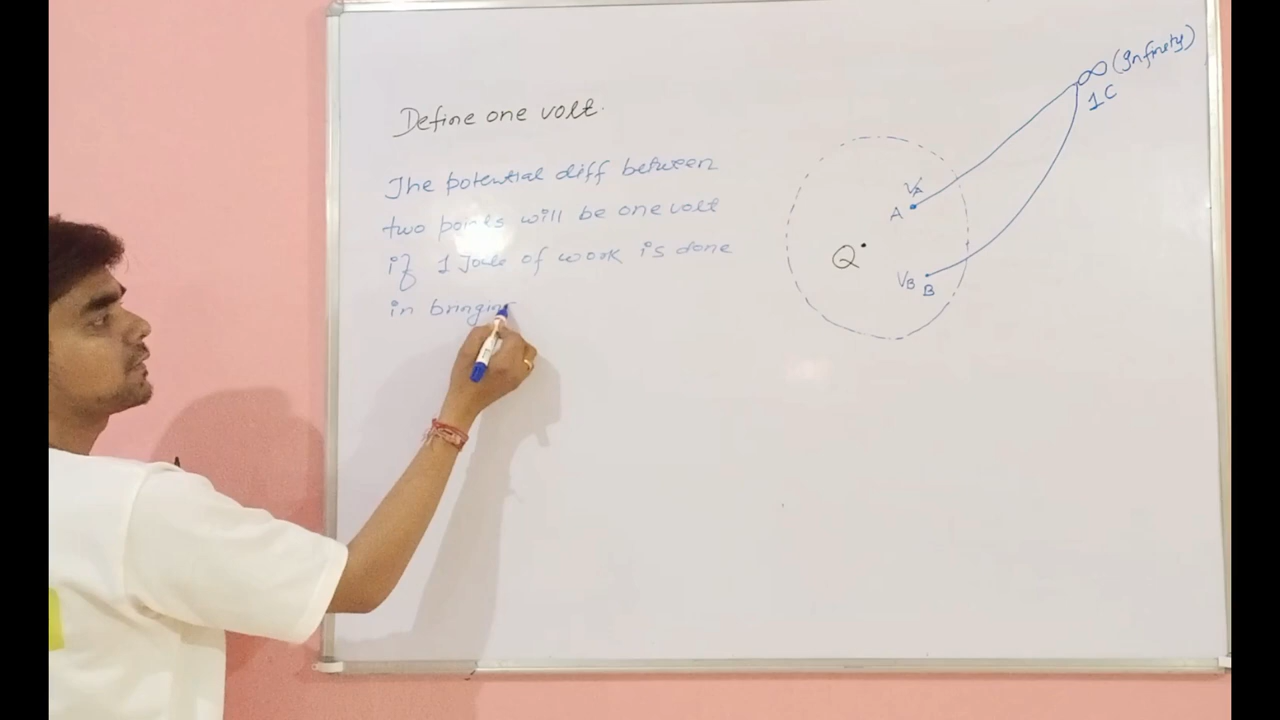 Define one volt.
The potential diff between
two points will be one volt
if 1 Joule of work is done
in bringing
∞ (Infinety)
1C
VA
A
Q
VB B